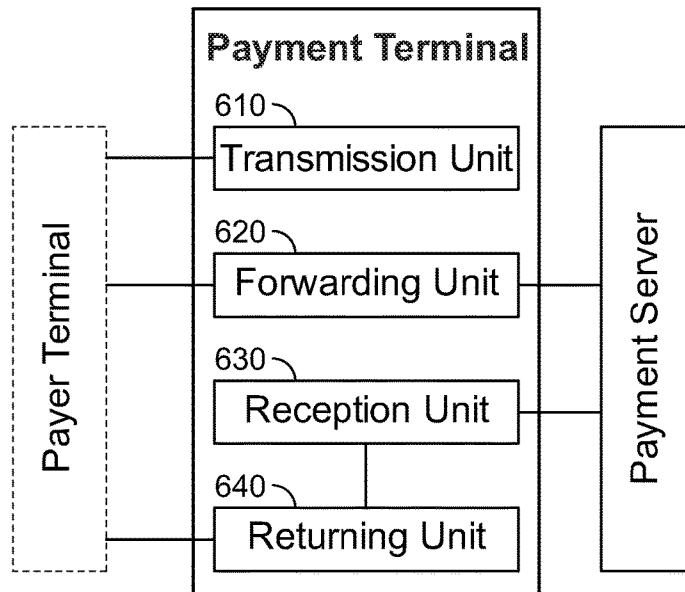 Payment Terminal
610
Transmission Unit
620
Forwarding Unit
630
Reception Unit
640
Returning Unit
Payer Terminal
Payment Server